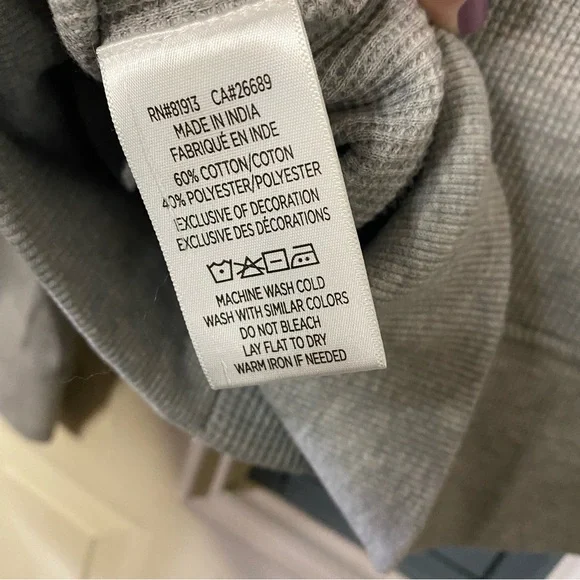 RN#81913 CA#26689
MADE IN INDIA
FABRIQUÉ EN INDE
60% COTTON/COTON
40% POLYESTER/POLYESTER
EXCLUSIVE OF DECORATION
EXCLUSIVE DES DÉCORATIONS
MACHINE WASH COLD
WASH WITH SIMILAR COLORS
DO NOT BLEACH
LAY FLAT TO DRY
WARM IRON IF NEEDED